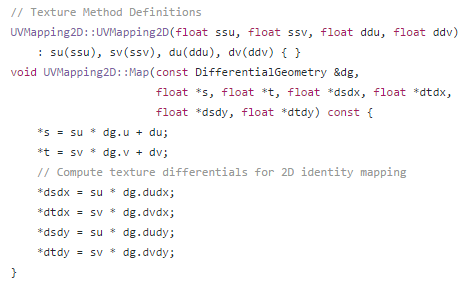 // Texture Method Definitions
UVMapping2D::UVMapping2D(float ssu, float ssv, float ddu, float ddv)
    : su(ssu), sv(ssv), du(ddu), dv(ddv) { }
void UVMapping2D::Map(const DifferentialGeometry &dg,
                      float *s, float *t, float *dsdx, float *dtdx,
                      float *dsdy, float *dtdy) const {
    *s = su * dg.u + du;
    *t = sv * dg.v + dv;
    // Compute texture differentials for 2D identity mapping
    *dsdx = su * dg.dudx;
    *dtdx = sv * dg.dvdx;
    *dsdy = su * dg.dudy;
    *dtdy = sv * dg.dvdy;
}